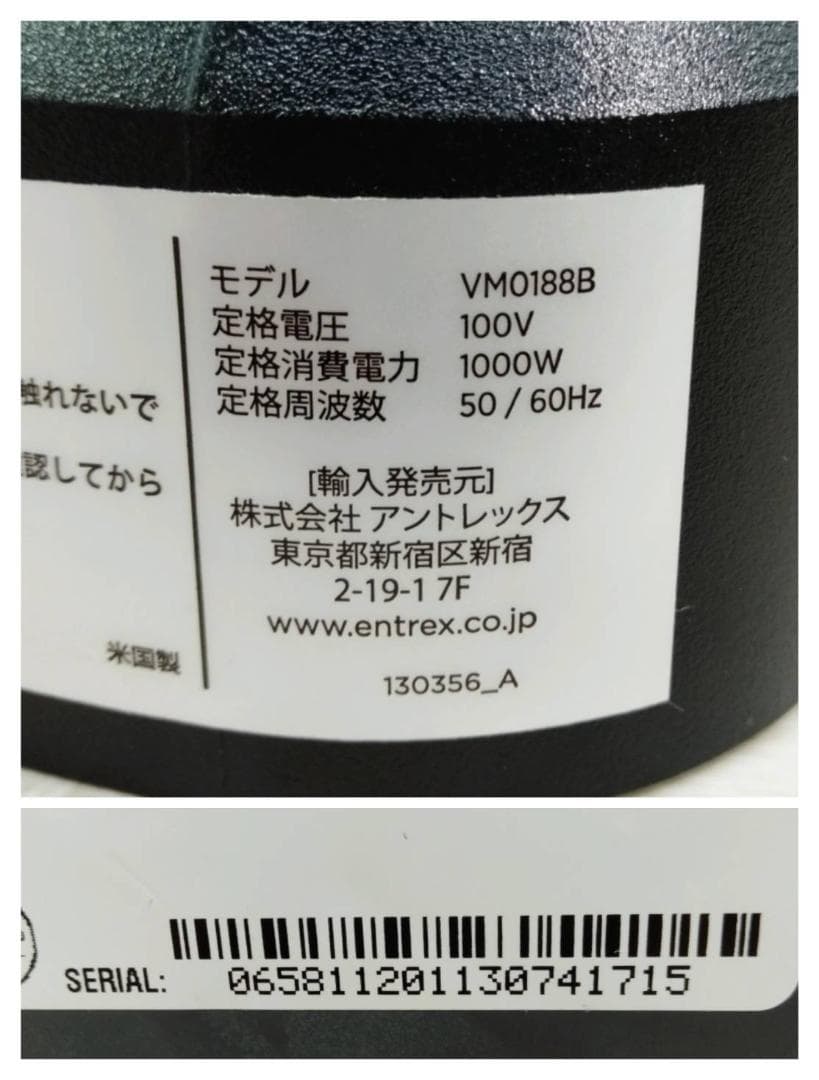 モデル VM0188B
定格電圧 100V
定格消費電力 1000W
定格周波数 50 / 60Hz
触れないで
認してから
[輸入発売元]
株式会社 アントレックス
東京都新宿区新宿
2-19-1 7F
www.entrex.co.jp
米国製
130356_A
SERIAL: 065811201130741715